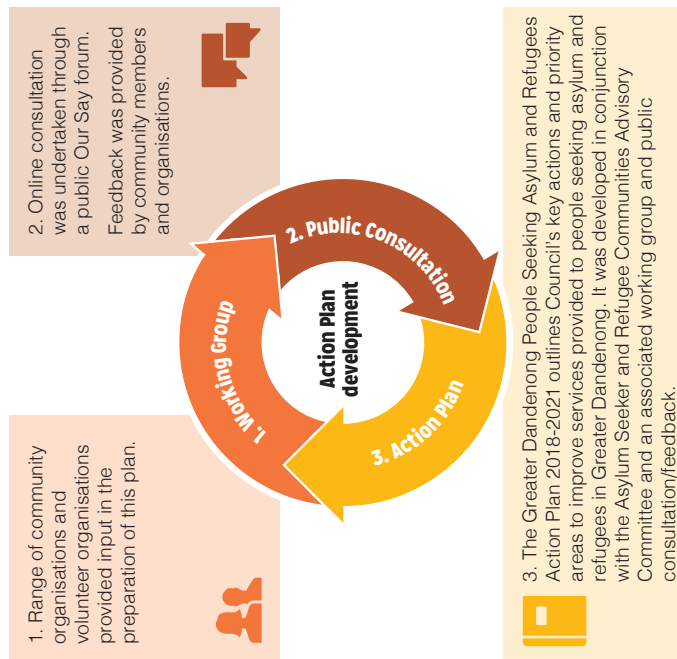 1. Range of community
organisations and
volunteer organisations
provided input in the
preparation of this plan.
2. Online consultation
was undertaken through
a public Our Say forum.
Feedback was provided
by community members
and organisations.
1. Working Group
2. Public Consultation
3. Action Plan
Action Plan
development
3. The Greater Dandenong People Seeking Asylum and Refugees
Action Plan 2018-2021 outlines Council's key actions and priority
areas to improve services provided to people seeking asylum and
refugees in Greater Dandenong. It was developed in conjunction
with the Asylum Seeker and Refugee Communities Advisory
Committee and an associated working group and public
consultation/feedback.